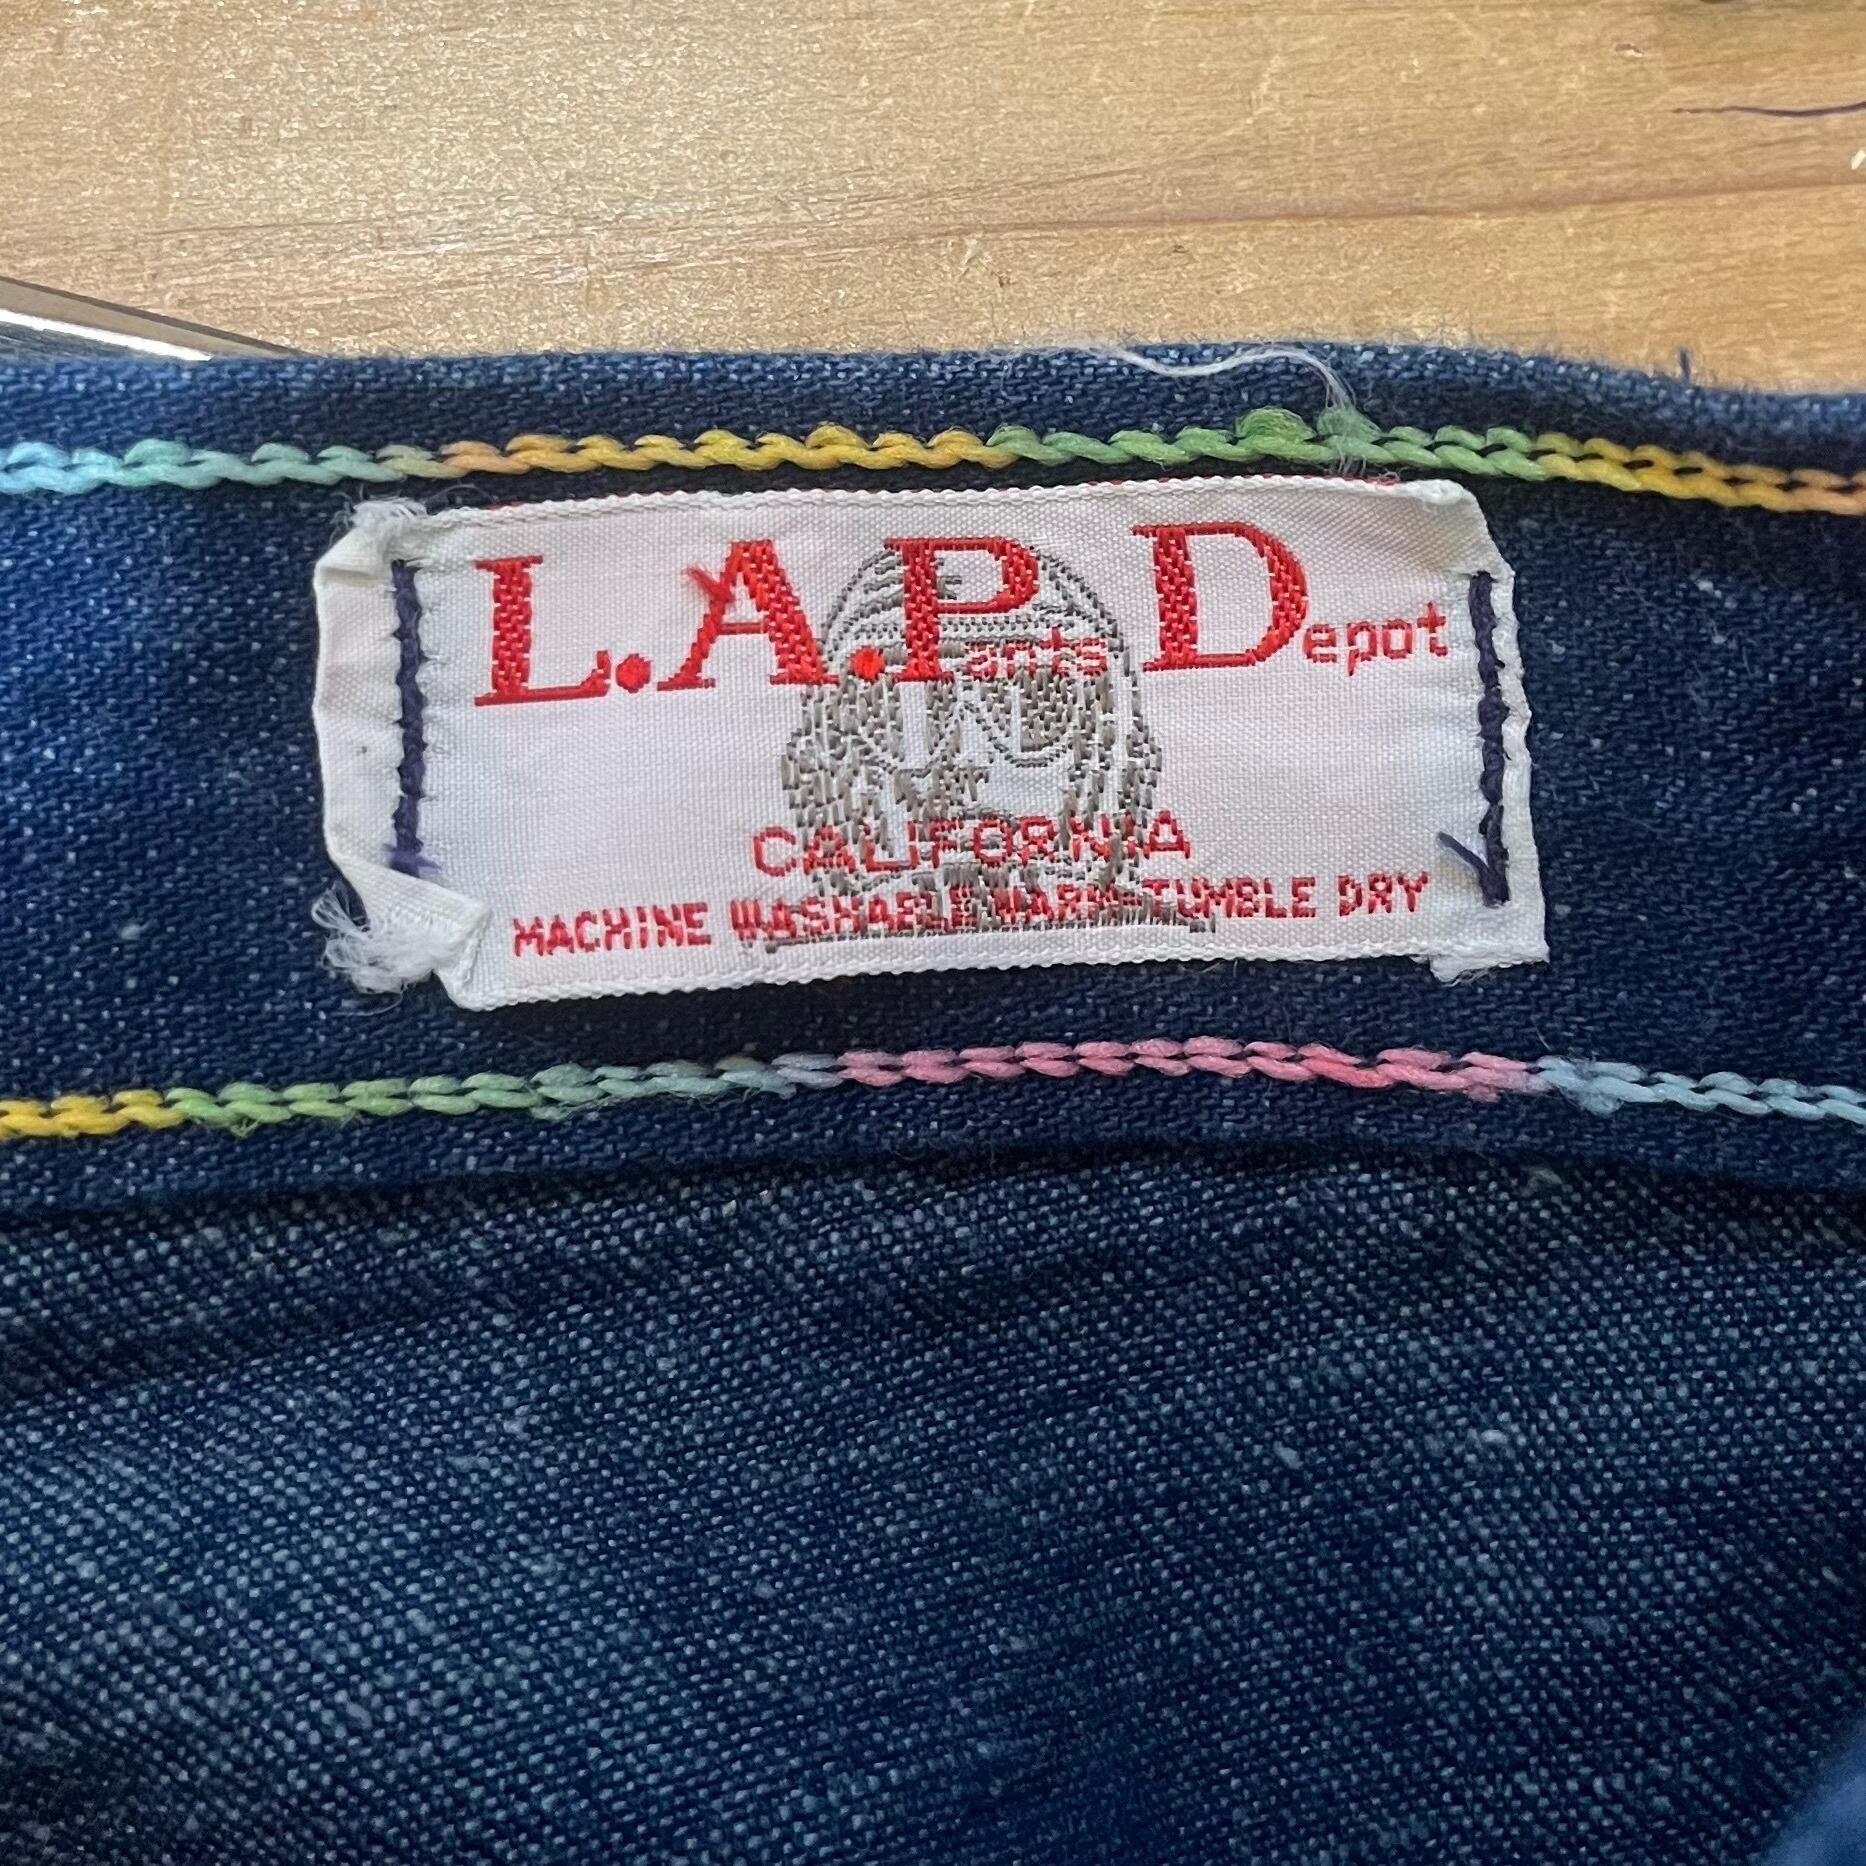 L.A.Pants Depot
CALIFORNIA
MACHINE WASHABLE WARM-TUMBLE DRY